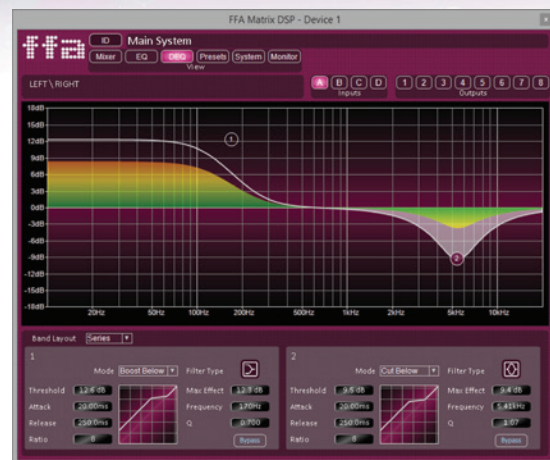 FFA Matrix DSP - Device 1
ffa
ID
Main System
Mixer EQ DEQ Presets System Monitor
View
LEFT \ RIGHT
A B C D
Inputs
1 2 3 4 5 6 7 8
Outputs
18dB
15dB
12dB
9dB
6dB
3dB
0dB
-3dB
-6dB
-9dB
-12dB
-15dB
-18dB
1
2
20Hz 50Hz 100Hz 200Hz 500Hz 1kHz 2kHz 5kHz 10kHz
Band Layout Series
1
Mode Boost Below Filter Type
Threshold 12.6 dB Max Effect 12.3 dB
Attack 20.00ms Frequency 170Hz
Release 250.0ms Q 0.700
Ratio 8 Bypass
2
Mode Cut Below Filter Type
Threshold 9.5 dB Max Effect 9.4 dB
Attack 20.00ms Frequency 5.41kHz
Release 250.0ms Q 1.07
Ratio 8 Bypass